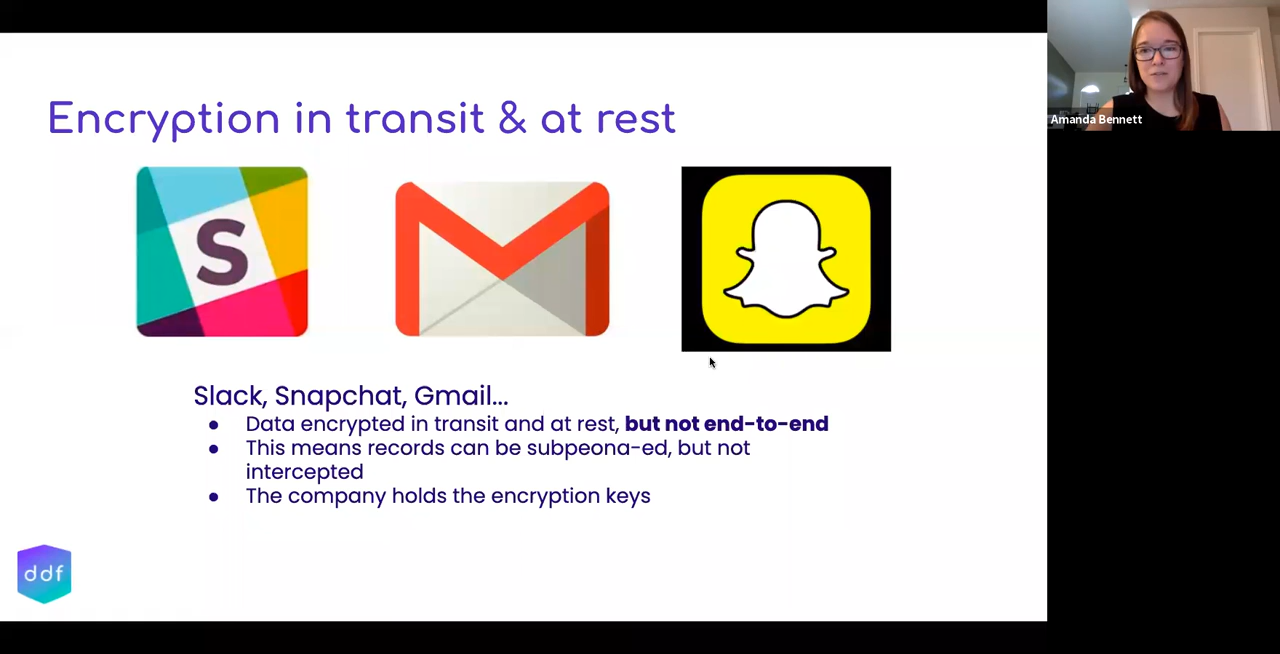 Encryption in transit & at rest
S
Slack, Snapchat, Gmail...
● Data encrypted in transit and at rest, but not end-to-end
● This means records can be subpeona-ed, but not
intercepted
● The company holds the encryption keys
ddf
Amanda Bennett